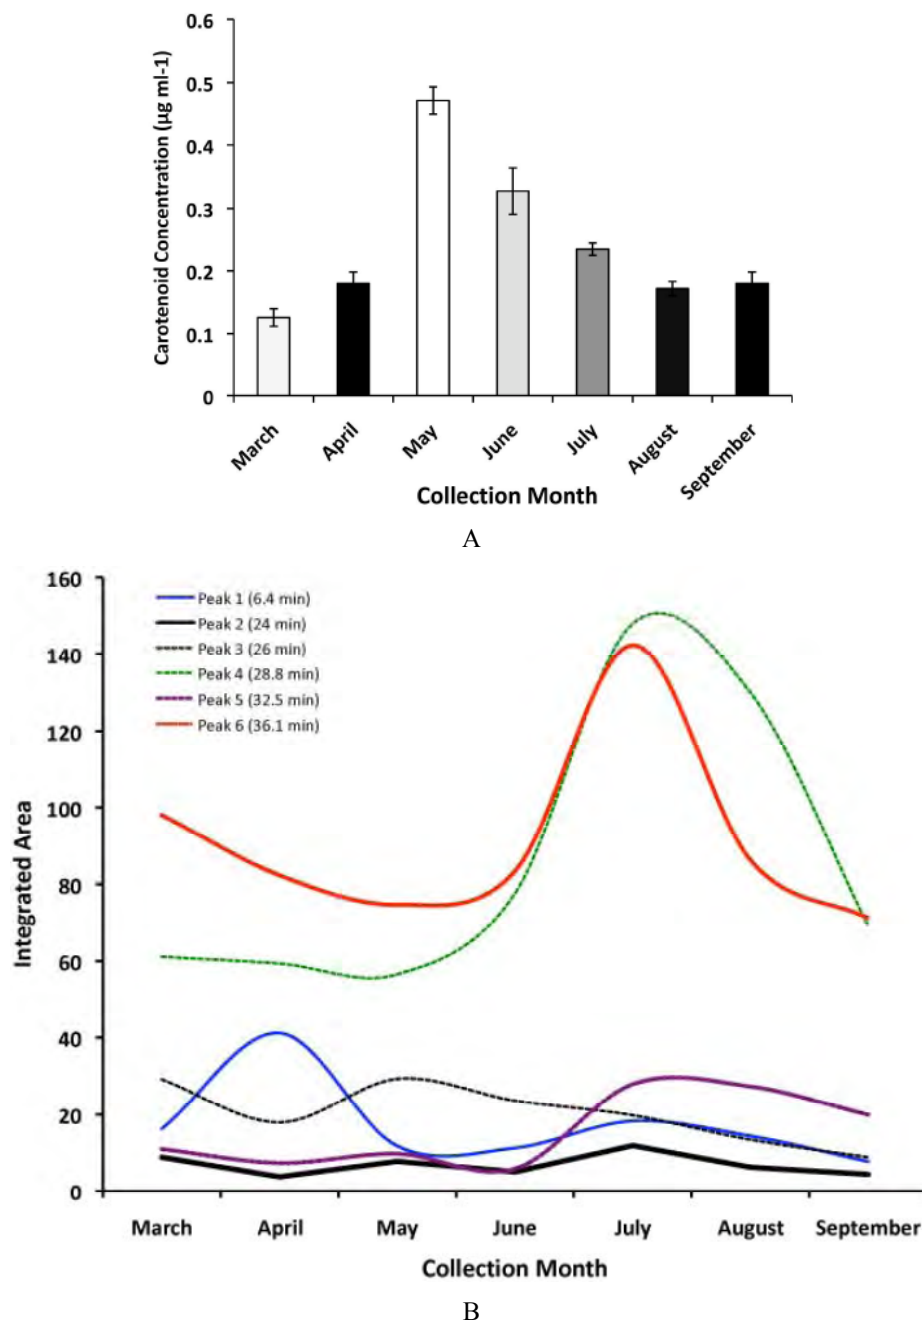 0.6
0.5
0.4
0.3
0.2
0.1
0
Carotenoid Concentration (µg ml-1)
March April May June July August September
Collection Month
A
160
140
120
100
80
60
40
20
0
Integrated Area
Peak 1 (6.4 min)
Peak 2 (24 min)
Peak 3 (26 min)
Peak 4 (28.8 min)
Peak 5 (32.5 min)
Peak 6 (36.1 min)
March April May June July August September
Collection Month
B